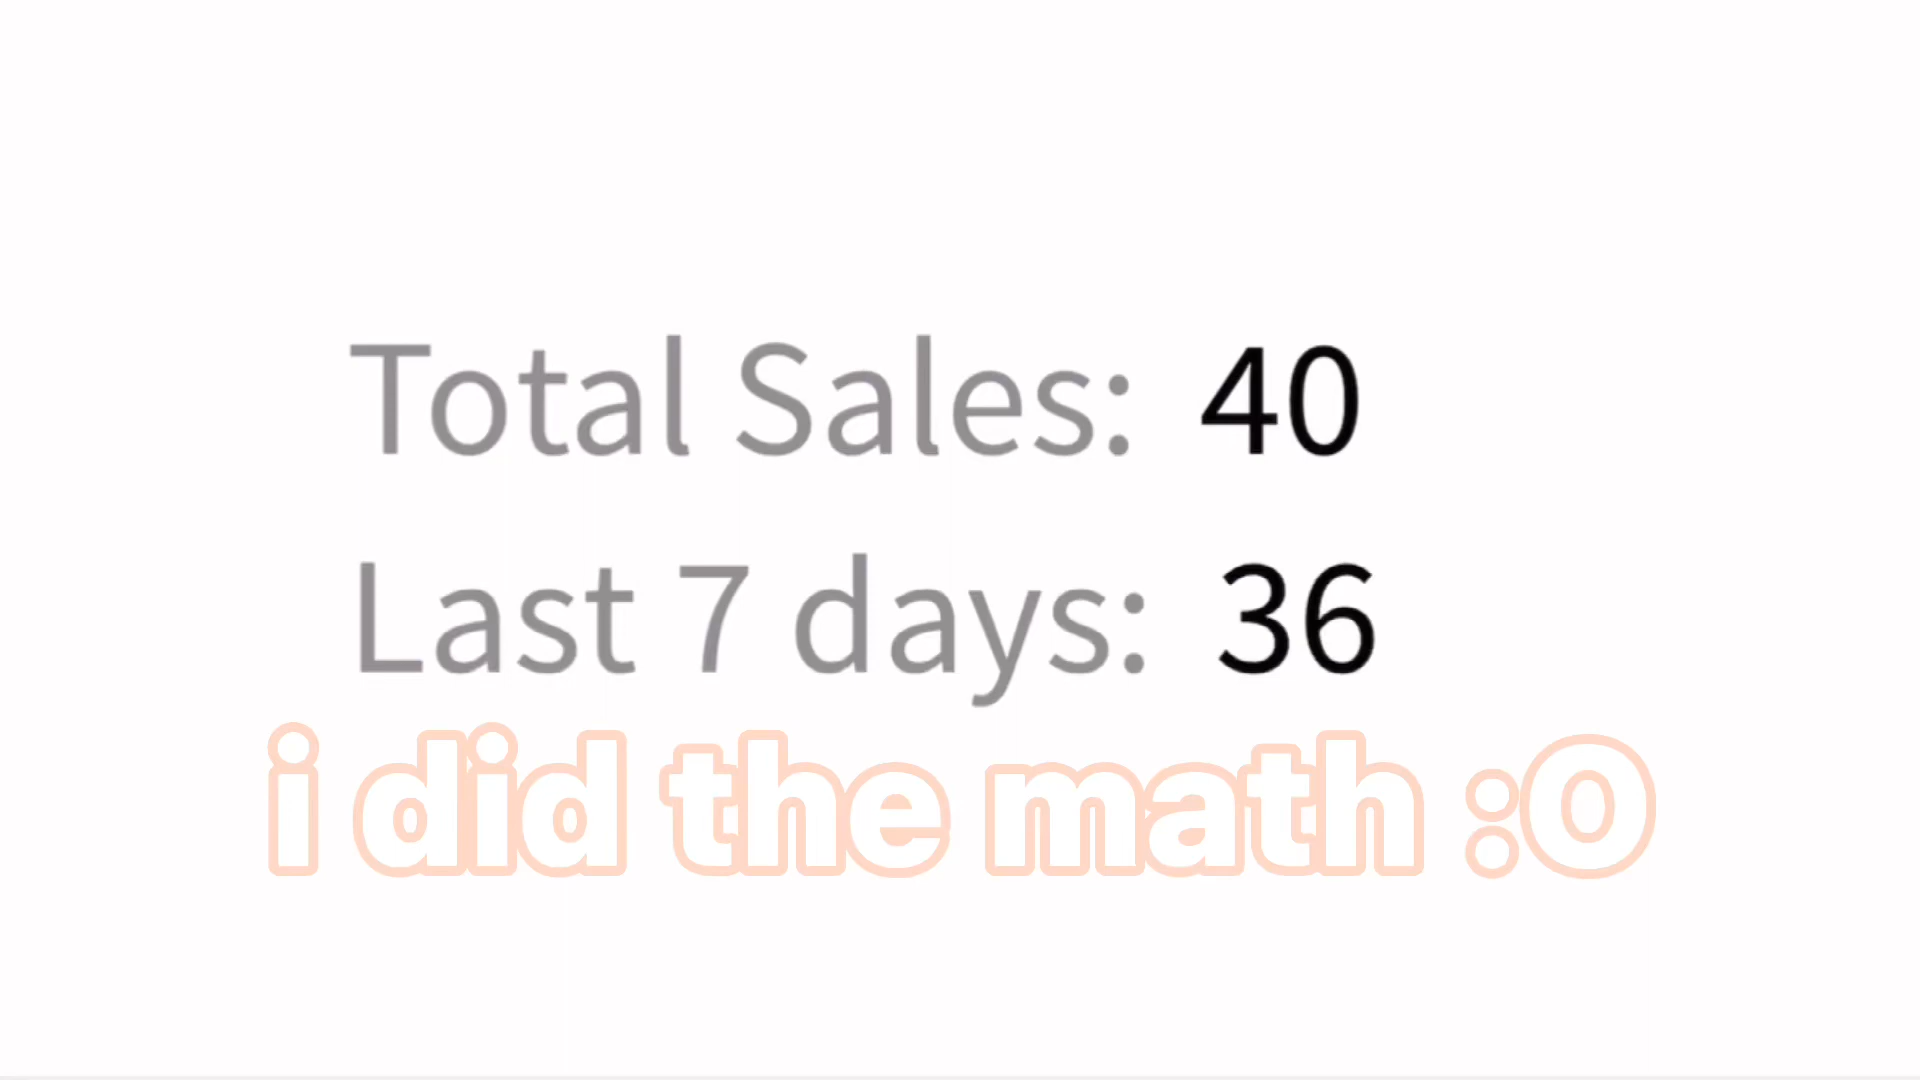 Total Sales: 40
Last 7 days: 36
i did the math :O